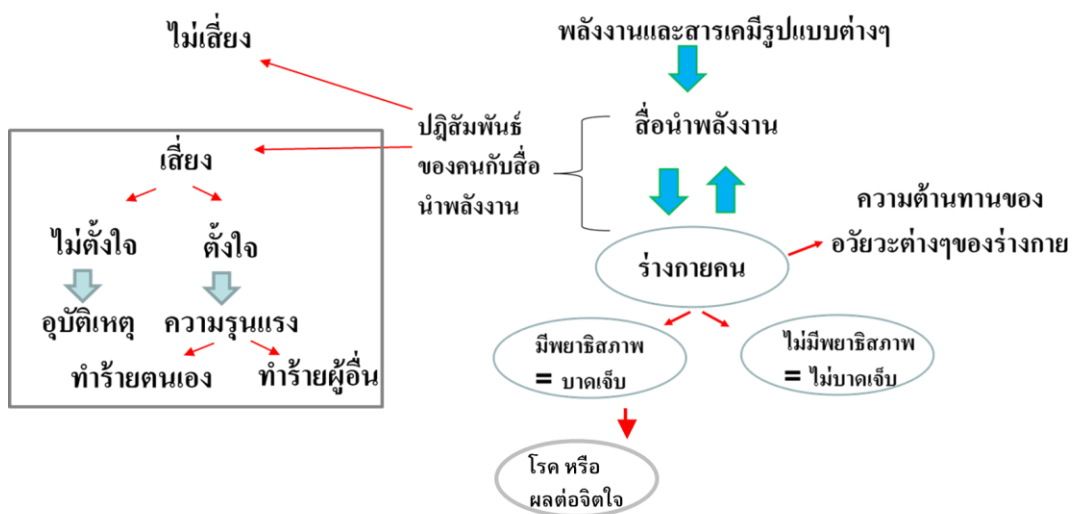 ไม่เสี่ยง
พลังงานและสารเคมีรูปแบบต่างๆ
ปฎิสัมพันธ์
ของคนกับสื่อ
นำพลังงาน
สื่อนำพลังงาน
เสี่ยง
ไม่ตั้งใจ
ตั้งใจ
ความต้านทานของ
อวัยวะต่างๆของร่างกาย
ร่างกายคน
อุบัติเหตุ
ความรุนแรง
ทำร้ายตนเอง
ทำร้ายผู้อื่น
มีพยาธิสภาพ
= บาดเจ็บ
ไม่มีพยาธิสภาพ
= ไม่บาดเจ็บ
โรค หรือ
ผลต่อจิตใจ